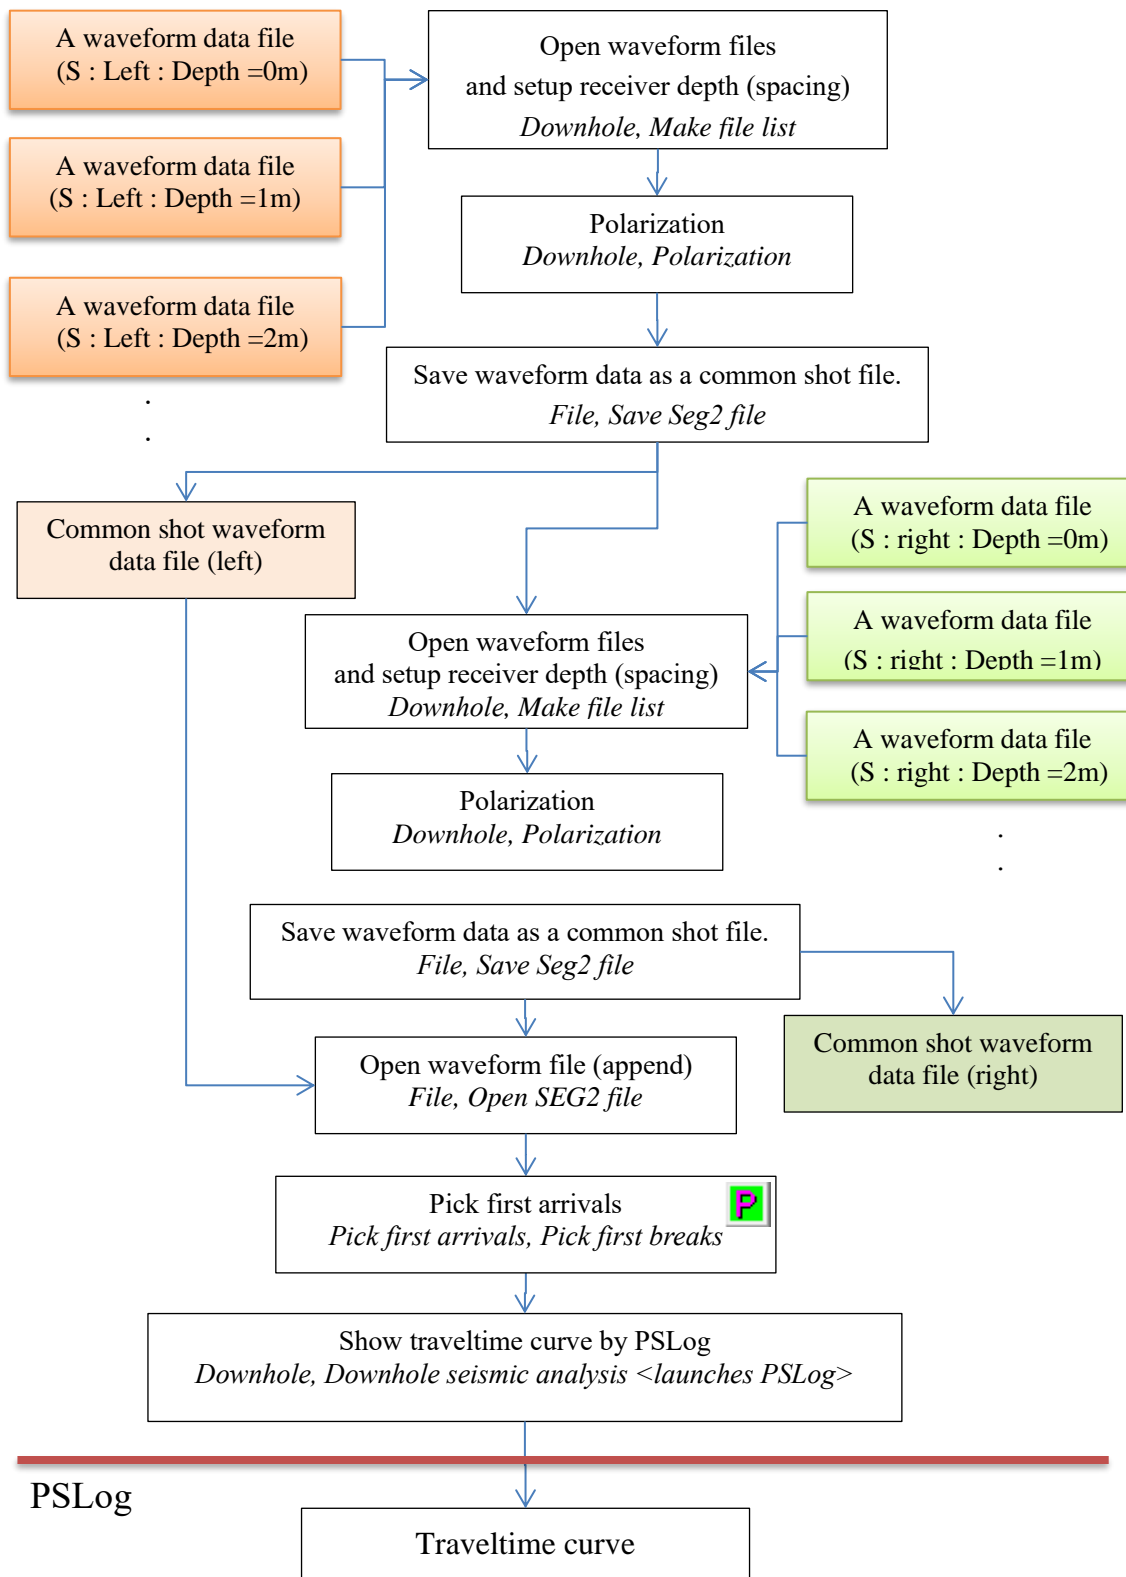 A waveform data file
(S : Left : Depth =0m)
Open waveform files
and setup receiver depth (spacing)
Downhole, Make file list
A waveform data file
(S : Left : Depth =1m)
Polarization
Downhole, Polarization
A waveform data file
(S : Left : Depth =2m)
.
.
Save waveform data as a common shot file.
File, Save Seg2 file
Common shot waveform
data file (left)
A waveform data file
(S : right : Depth =0m)
Open waveform files
and setup receiver depth (spacing)
Downhole, Make file list
A waveform data file
(S : right : Depth =1m)
A waveform data file
(S : right : Depth =2m)
.
.
Polarization
Downhole, Polarization
Save waveform data as a common shot file.
File, Save Seg2 file
Common shot waveform
data file (right)
Open waveform file (append)
File, Open SEG2 file
Pick first arrivals
P
Pick first arrivals, Pick first breaks
Show traveltime curve by PSLog
Downhole, Downhole seismic analysis <launches PSLog>
PSLog
Traveltime curve